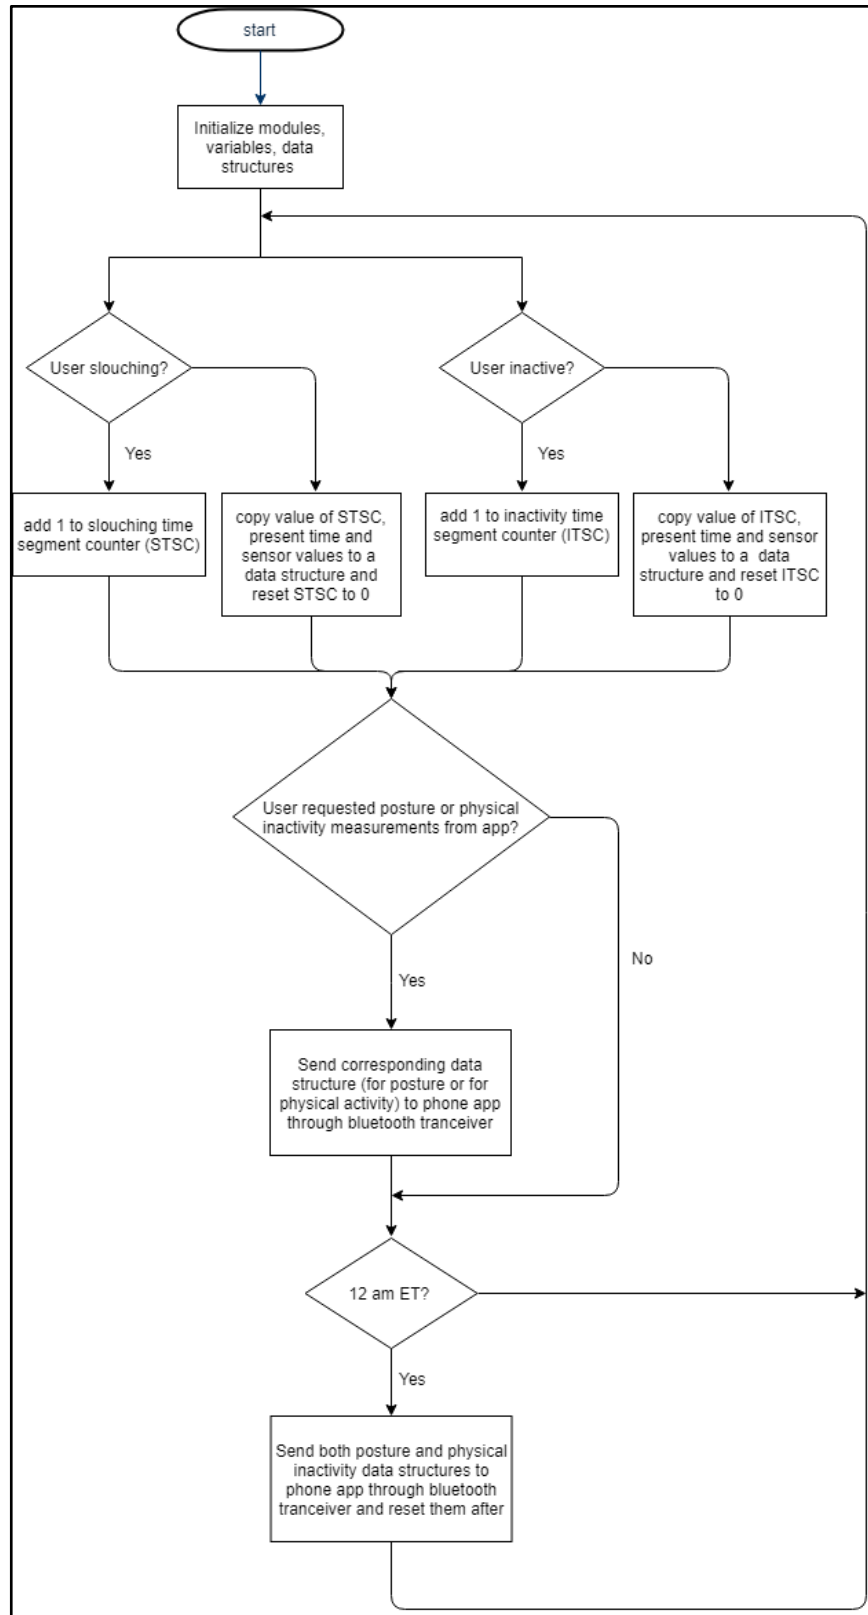 start
Initialize modules,
variables, data
structures
User slouching?
User inactive?
Yes
Yes
add 1 to slouching time
segment counter (STSC)
copy value of STSC,
present time and
sensor values to a
data structure and
reset STSC to 0
add 1 to inactivity time
segment counter (ITSC)
copy value of ITSC,
present time and sensor
values to a data
structure and reset ITSC
to 0
User requested posture or physical
inactivity measurements from app?
No
Yes
Send corresponding data
structure (for posture or for
physical activity) to phone app
through bluetooth tranceiver
12 am ET?
Yes
Send both posture and physical
inactivity data structures to
phone app through bluetooth
tranceiver and reset them after